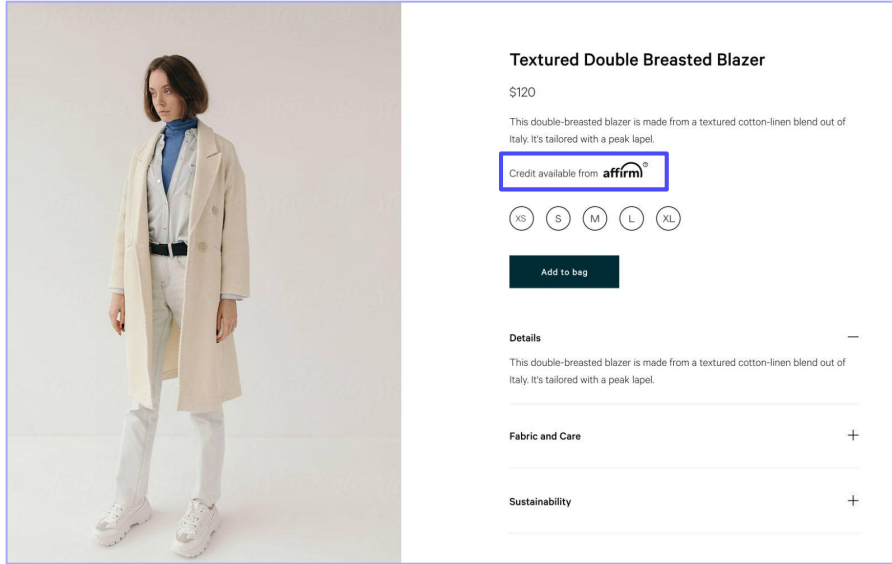 Textured Double Breasted Blazer
$120
This double-breasted blazer is made from a textured cotton-linen blend out of
Italy. It's tailored with a peak lapel.
Credit available from affirm
XS S M L XL
Add to bag
Details
This double-breasted blazer is made from a textured cotton-linen blend out of
Italy. It's tailored with a peak lapel.
Fabric and Care
Sustainability